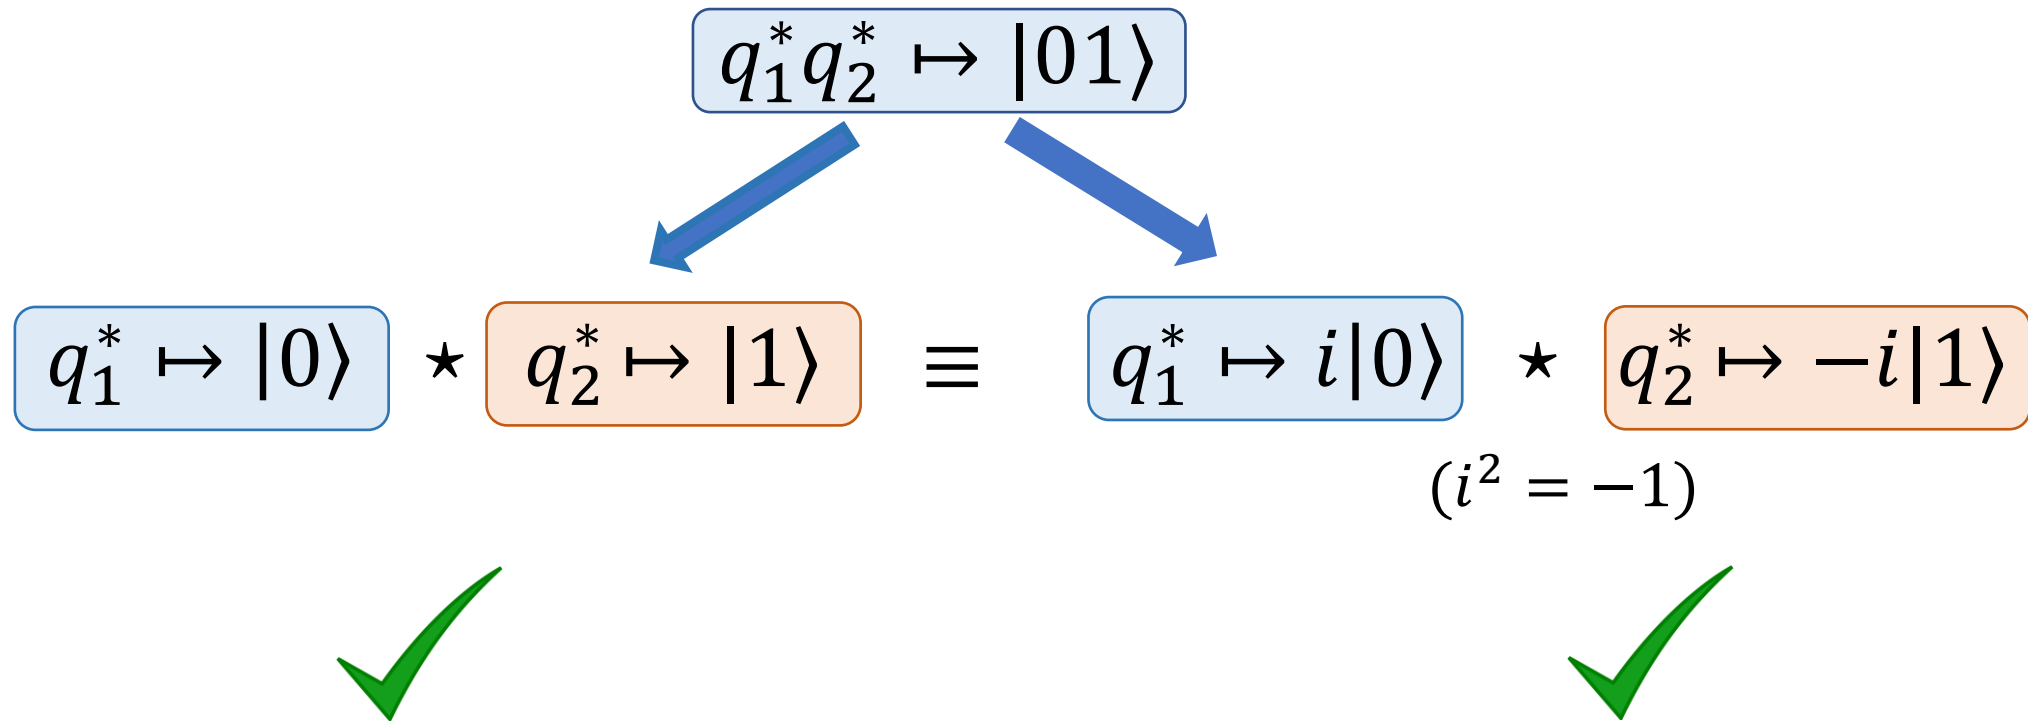 q₁*q₂* ↦ |01⟩
q₁* ↦ |0⟩ ⋆ q₂* ↦ |1⟩ ≡ q₁* ↦ i|0⟩ ⋆ q₂* ↦ −i|1⟩
(i² = −1)